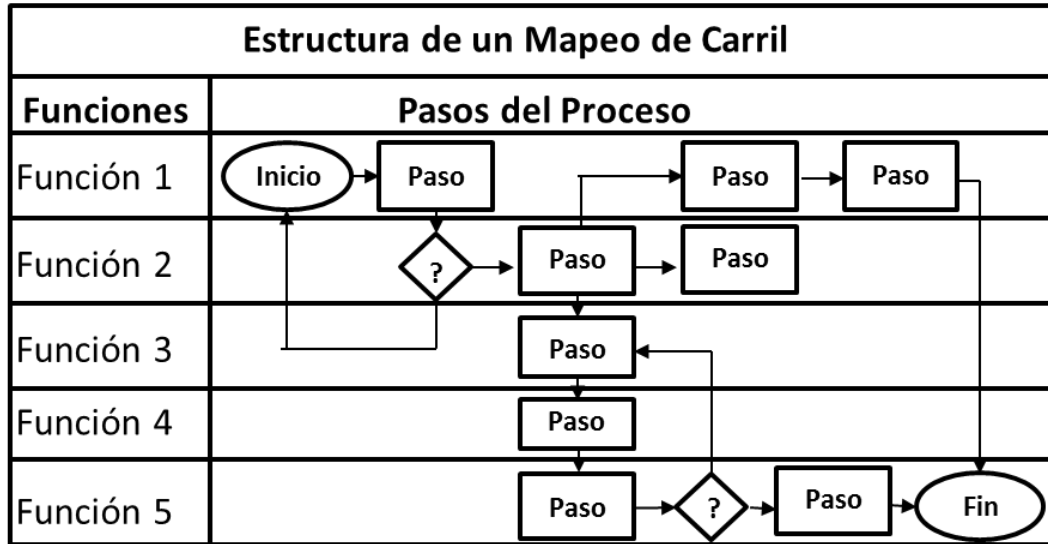 Estructura de un Mapeo de Carril
Funciones
Pasos del Proceso
Función 1
Inicio
Paso
Paso
Paso
Función 2
?
Paso
Paso
Función 3
Paso
Función 4
Paso
Función 5
Paso
?
Paso
Fin